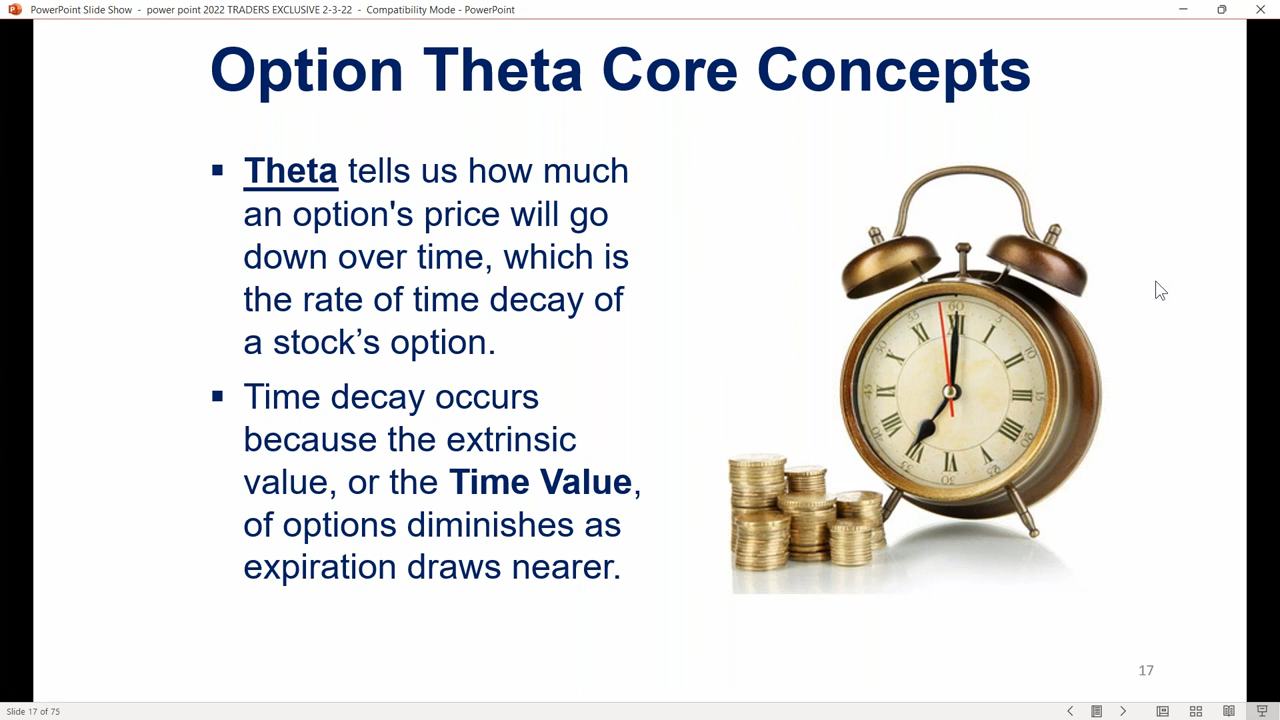 PowerPoint Slide Show - power point 2022 TRADERS EXCLUSIVE 2-3-22 - Compatibility Mode - PowerPoint
Option Theta Core Concepts
▪ Theta tells us how much
an option's price will go
down over time, which is
the rate of time decay of
a stock’s option.
▪ Time decay occurs
because the extrinsic
value, or the Time Value,
of options diminishes as
expiration draws nearer.
17
Slide 17 of 75